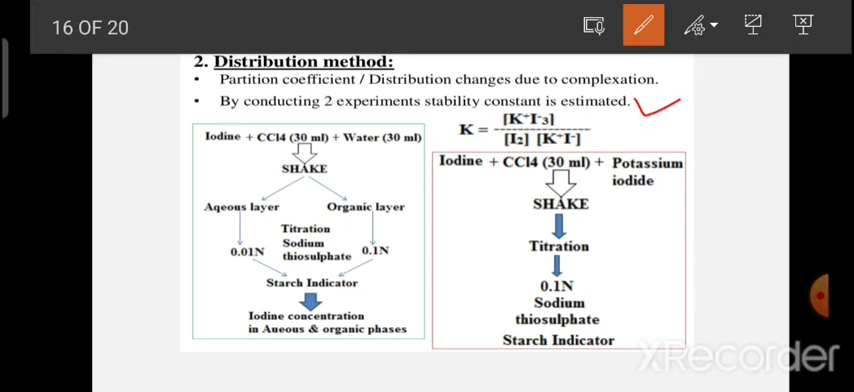 16 OF 20
2. Distribution method:
• Partition coefficient / Distribution changes due to complexation.
• By conducting 2 experiments stability constant is estimated.
K = [K⁺I⁻₃]
[I₂] [K⁺I⁻]
Iodine + CCl4 (30 ml) + Water (30 ml)
SHAKE
Aqeous layer Organic layer
Titration
Sodium
thiosulphate
0.01N 0.1N
Starch Indicator
Iodine concentration
in Aueous & organic phases
Iodine + CCl4 (30 ml) + Potassium
iodide
SHAKE
Titration
0.1N
Sodium
thiosulphate
Starch Indicator
XRecorder